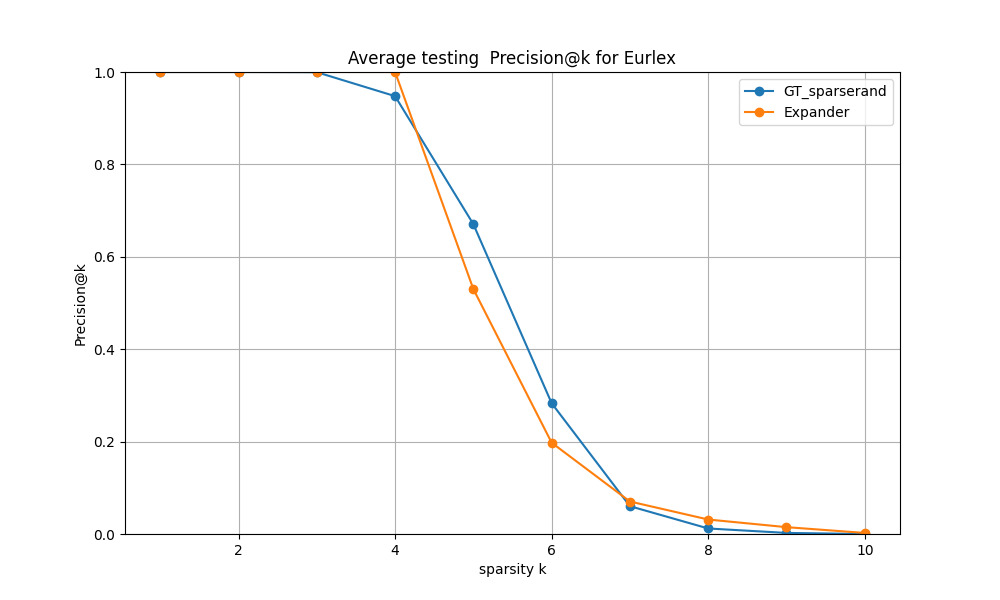 Average testing  Precision@k for Eurlex
GT_sparserand
Expander
1.0
0.8
0.6
0.4
0.2
0.0
Precision@k
2
4
6
8
10
sparsity k